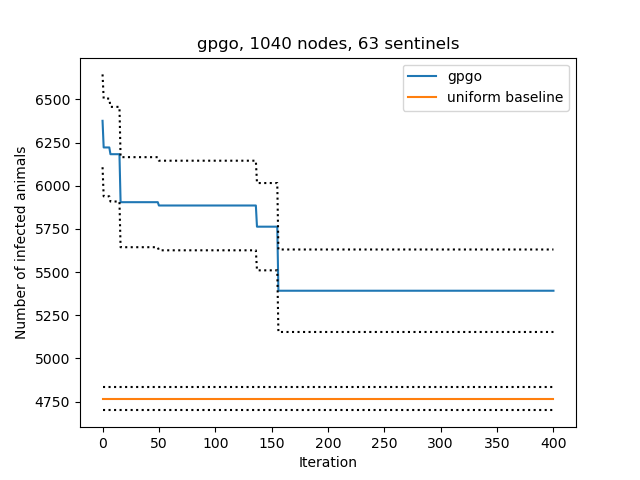 gpgo, 1040 nodes, 63 sentinels
gpgo
uniform baseline
Number of infected animals
6500
6250
6000
5750
5500
5250
5000
4750
0 50 100 150 200 250 300 350 400
Iteration